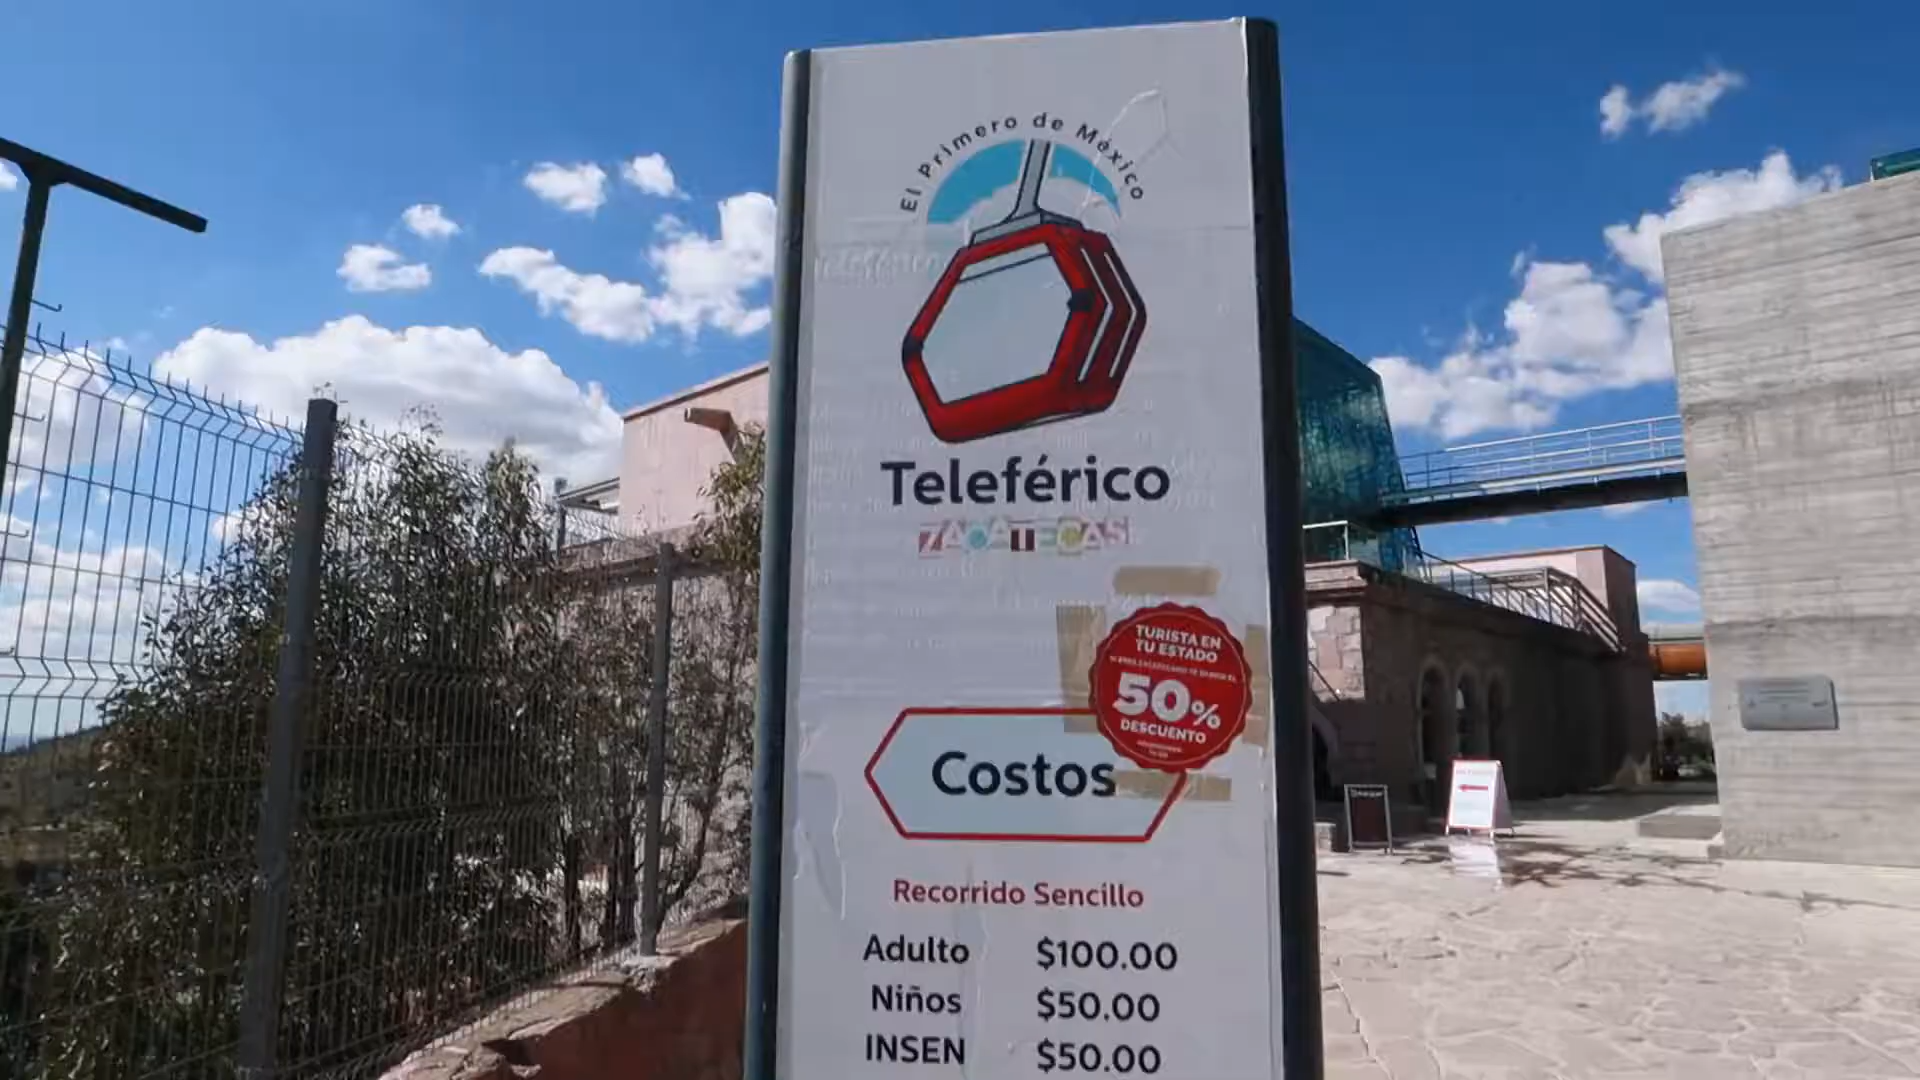 El Primero de México
Teleférico
ZACATECAS
TURISTA EN
TU ESTADO
50%
DESCUENTO
Costos
Recorrido Sencillo
Adulto $100.00
Niños $50.00
INSEN $50.00